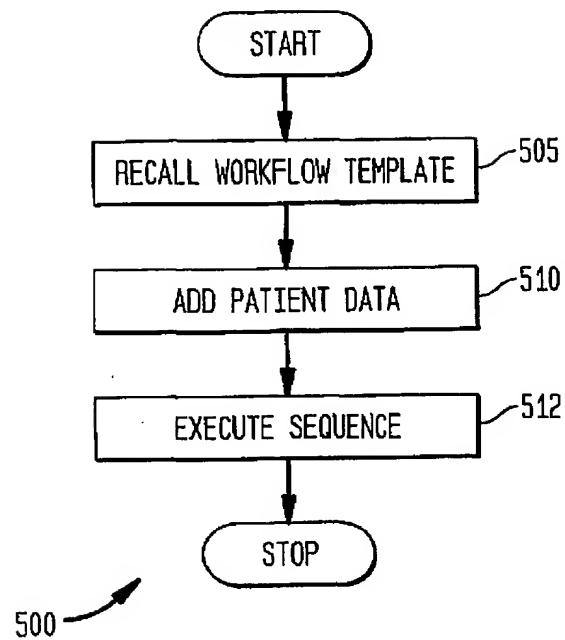 START
RECALL WORKFLOW TEMPLATE
505
ADD PATIENT DATA
510
EXECUTE SEQUENCE
512
STOP
500